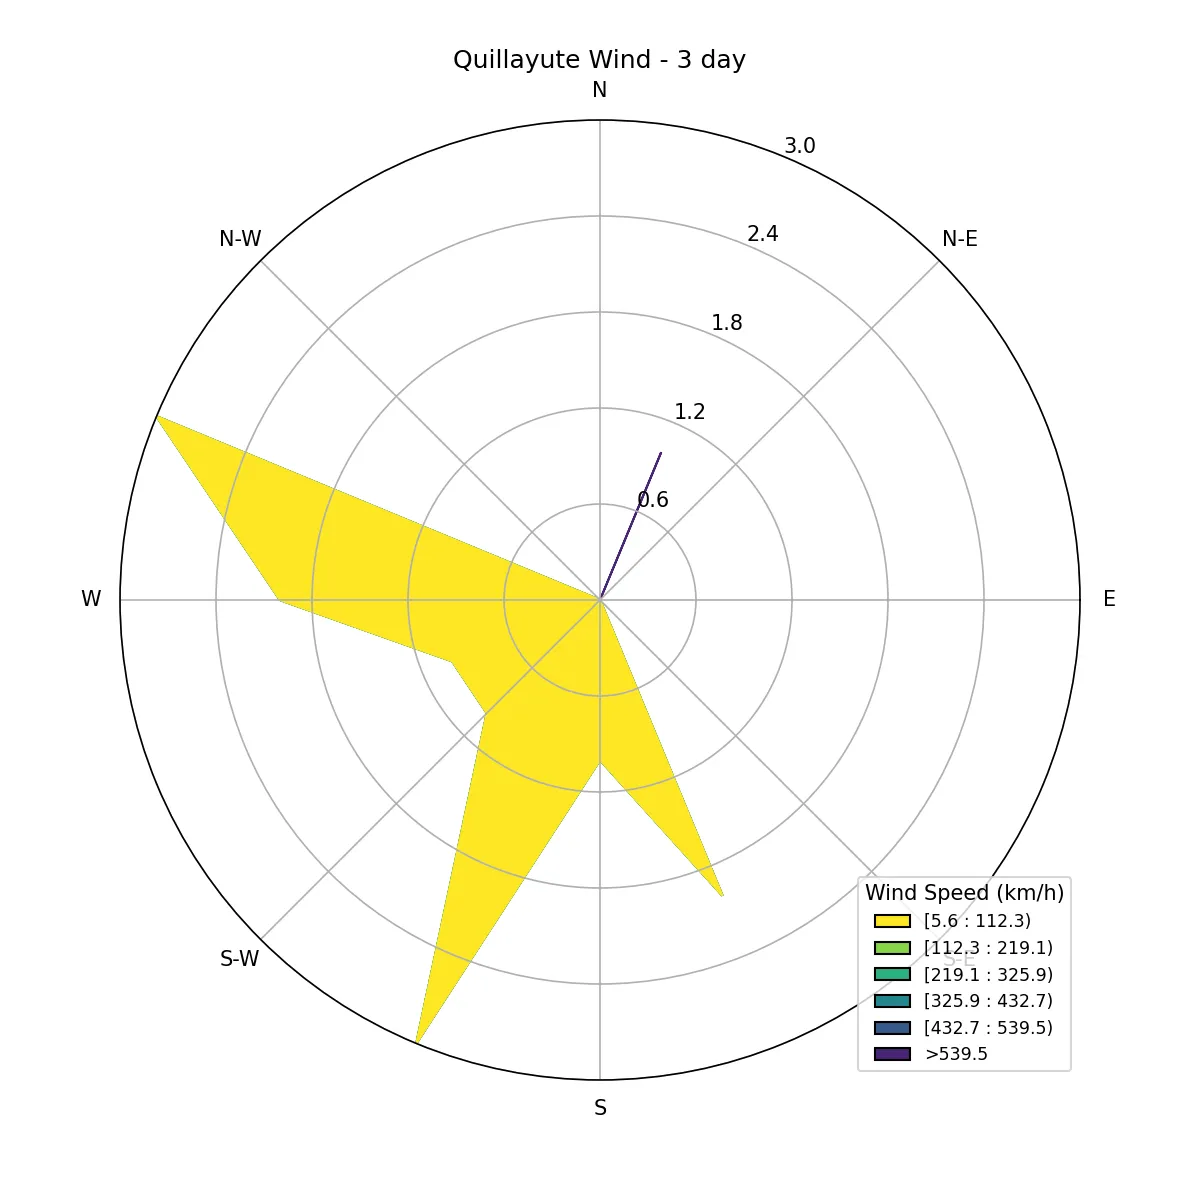 Quillayute Wind - 3 day
N
3.0
N-W
2.4
N-E
1.8
1.2
0.6
W
E
S-W
S-E
S
Wind Speed (km/h)
[5.6 : 112.3)
[112.3 : 219.1)
[219.1 : 325.9)
[325.9 : 432.7)
[432.7 : 539.5)
>539.5